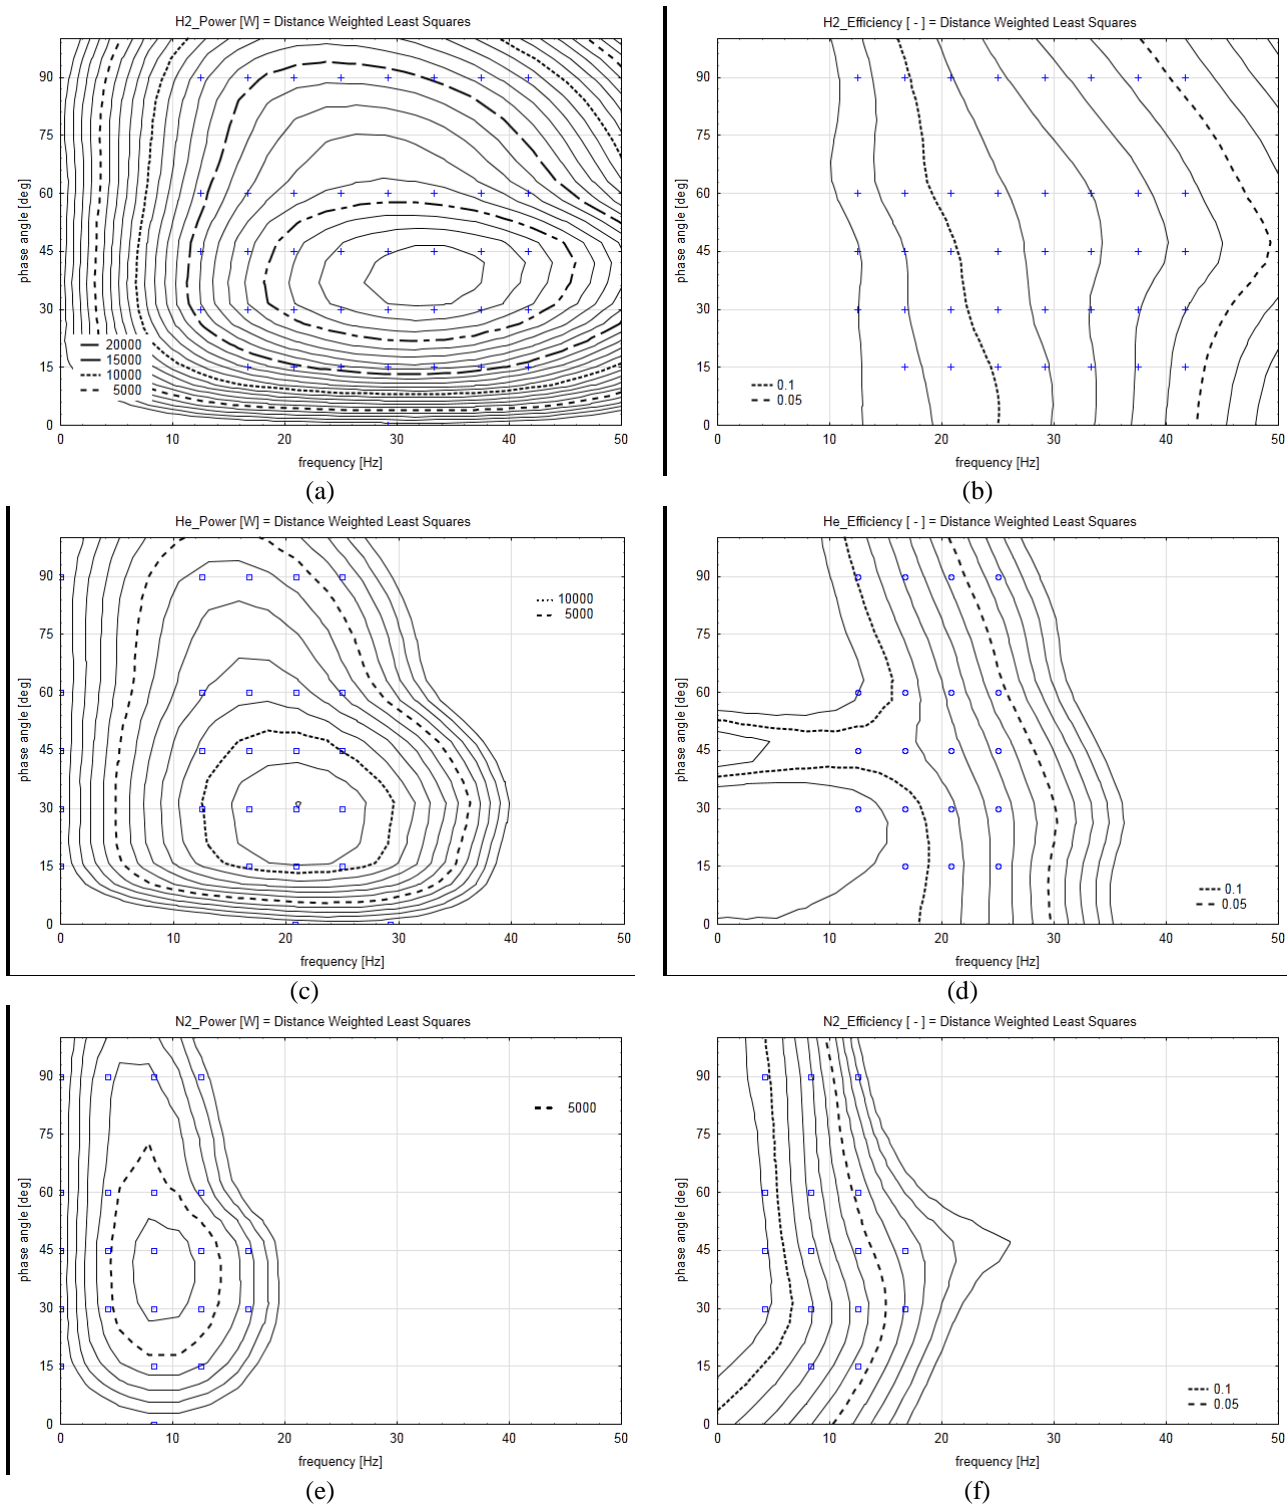 H2_Power [W] = Distance Weighted Least Squares
phase angle [deg]
90
75
60
45
30
15
0
20000
15000
10000
5000
0 10 20 30 40 50
frequency [Hz]
(a)
H2_Efficiency [ - ] = Distance Weighted Least Squares
phase angle [deg]
90
75
60
45
30
15
0
0.1
0.05
0 10 20 30 40 50
frequency [Hz]
(b)
He_Power [W] = Distance Weighted Least Squares
phase angle [deg]
90
75
60
45
30
15
0
10000
5000
0 10 20 30 40 50
frequency [Hz]
(c)
He_Efficiency [ - ] = Distance Weighted Least Squares
phase angle [deg]
90
75
60
45
30
15
0
0.1
0.05
0 10 20 30 40 50
frequency [Hz]
(d)
N2_Power [W] = Distance Weighted Least Squares
phase angle [deg]
90
75
60
45
30
15
0
5000
0 10 20 30 40 50
frequency [Hz]
(e)
N2_Efficiency [ - ] = Distance Weighted Least Squares
phase angle [deg]
90
75
60
45
30
15
0
0.1
0.05
0 10 20 30 40 50
frequency [Hz]
(f)